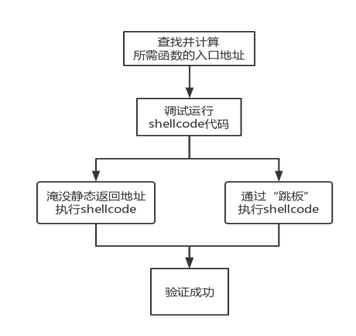 查找并计算
所需函数的入口地址
调试运行
shellcode代码
淹没静态返回地址
执行shellcode
通过“跳板”
执行shellcode
验证成功